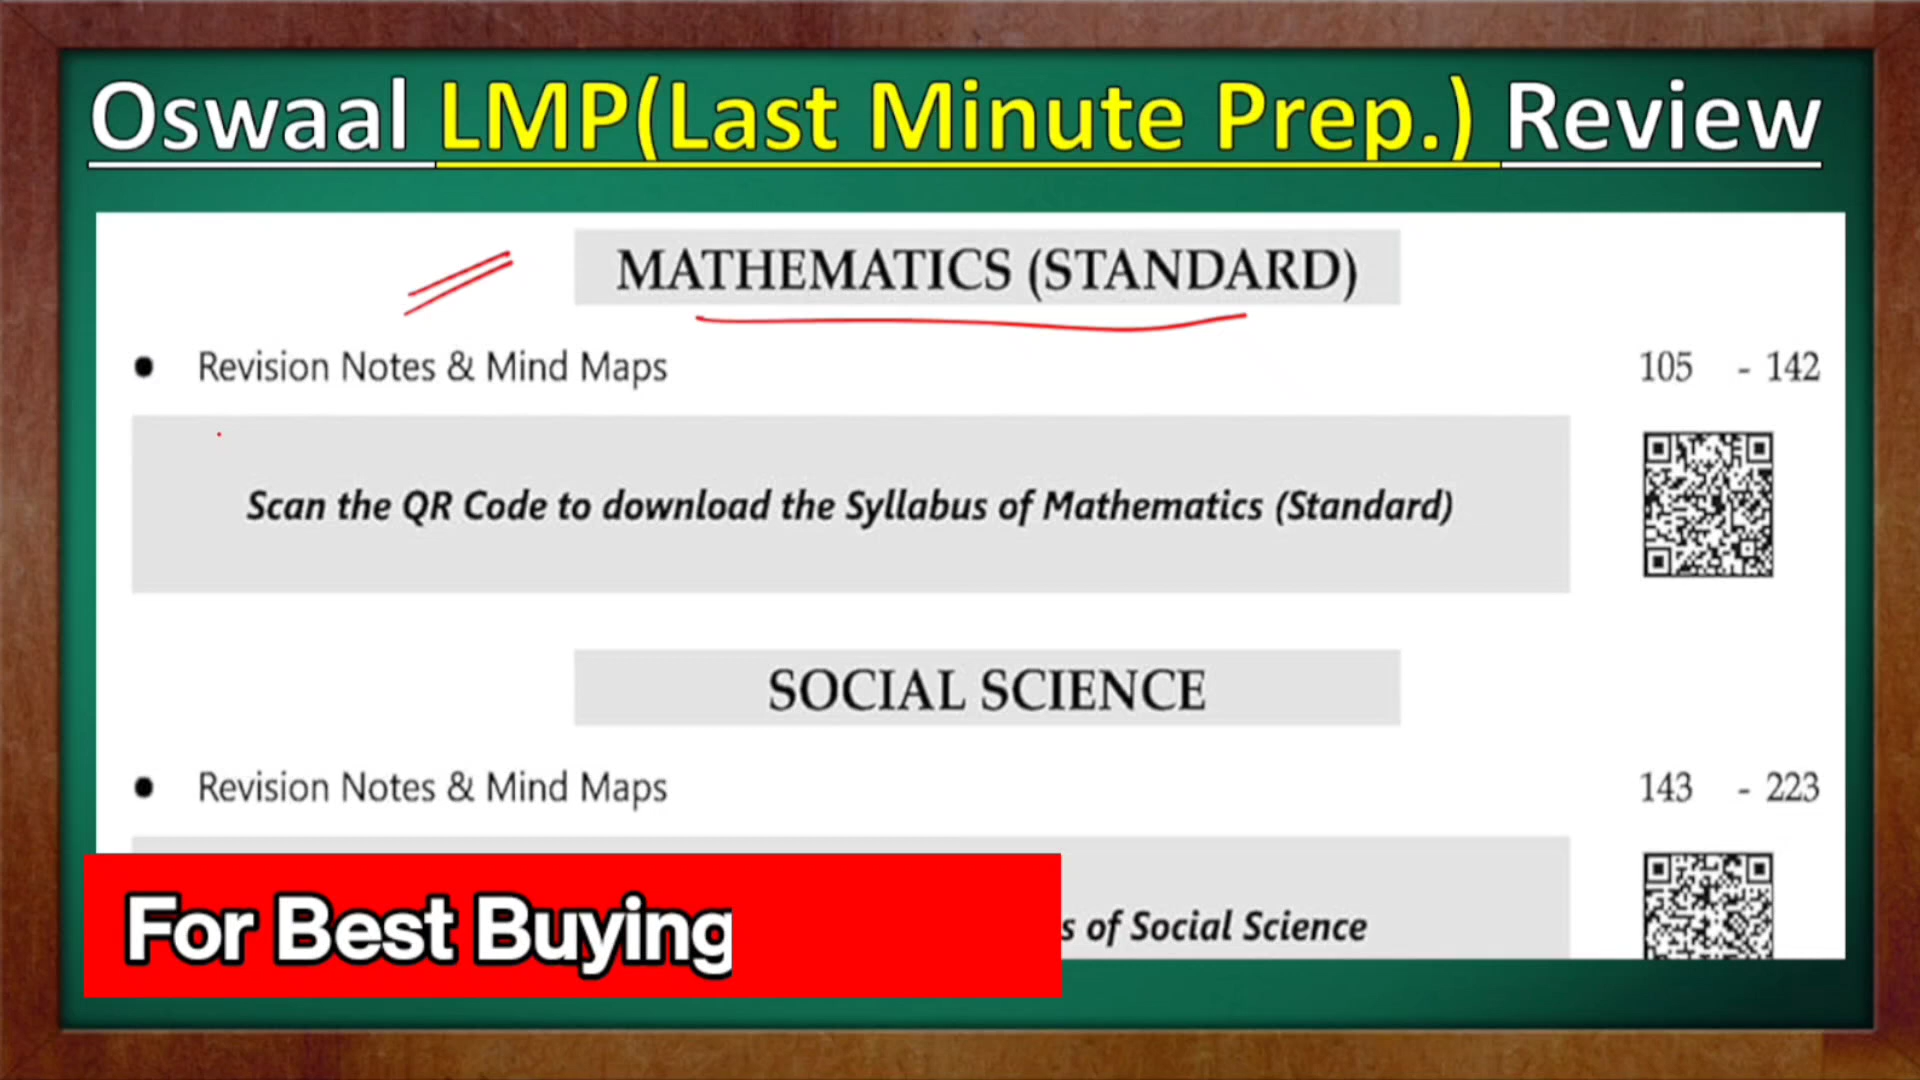 Oswaal LMP(Last Minute Prep.) Review
MATHEMATICS (STANDARD)
• Revision Notes & Mind Maps 105 - 142
Scan the QR Code to download the Syllabus of Mathematics (Standard)
SOCIAL SCIENCE
• Revision Notes & Mind Maps 143 - 223
s of Social Science
For Best Buying